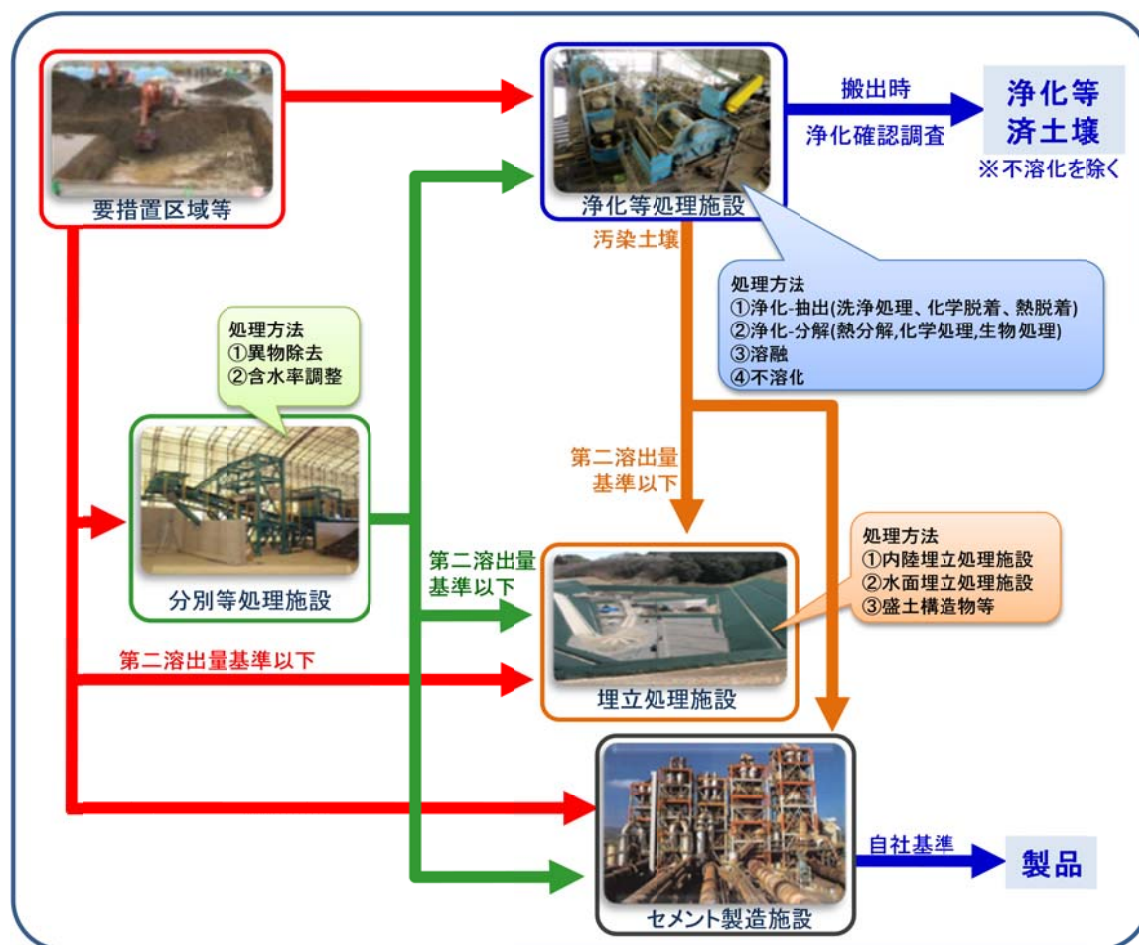 要措置区域等
浄化等処理施設
搬出時
浄化確認調査
浄化等
済土壌
※不溶化を除く
汚染土壌
処理方法
①浄化-抽出(洗浄処理、化学脱着、熱脱着)
②浄化-分解(熱分解,化学処理,生物処理)
③溶融
④不溶化
処理方法
①異物除去
②含水率調整
分別等処理施設
第二溶出量
基準以下
第二溶出量
基準以下
処理方法
①内陸埋立処理施設
②水面埋立処理施設
③盛土構造物等
第二溶出量基準以下
埋立処理施設
自社基準
製品
セメント製造施設